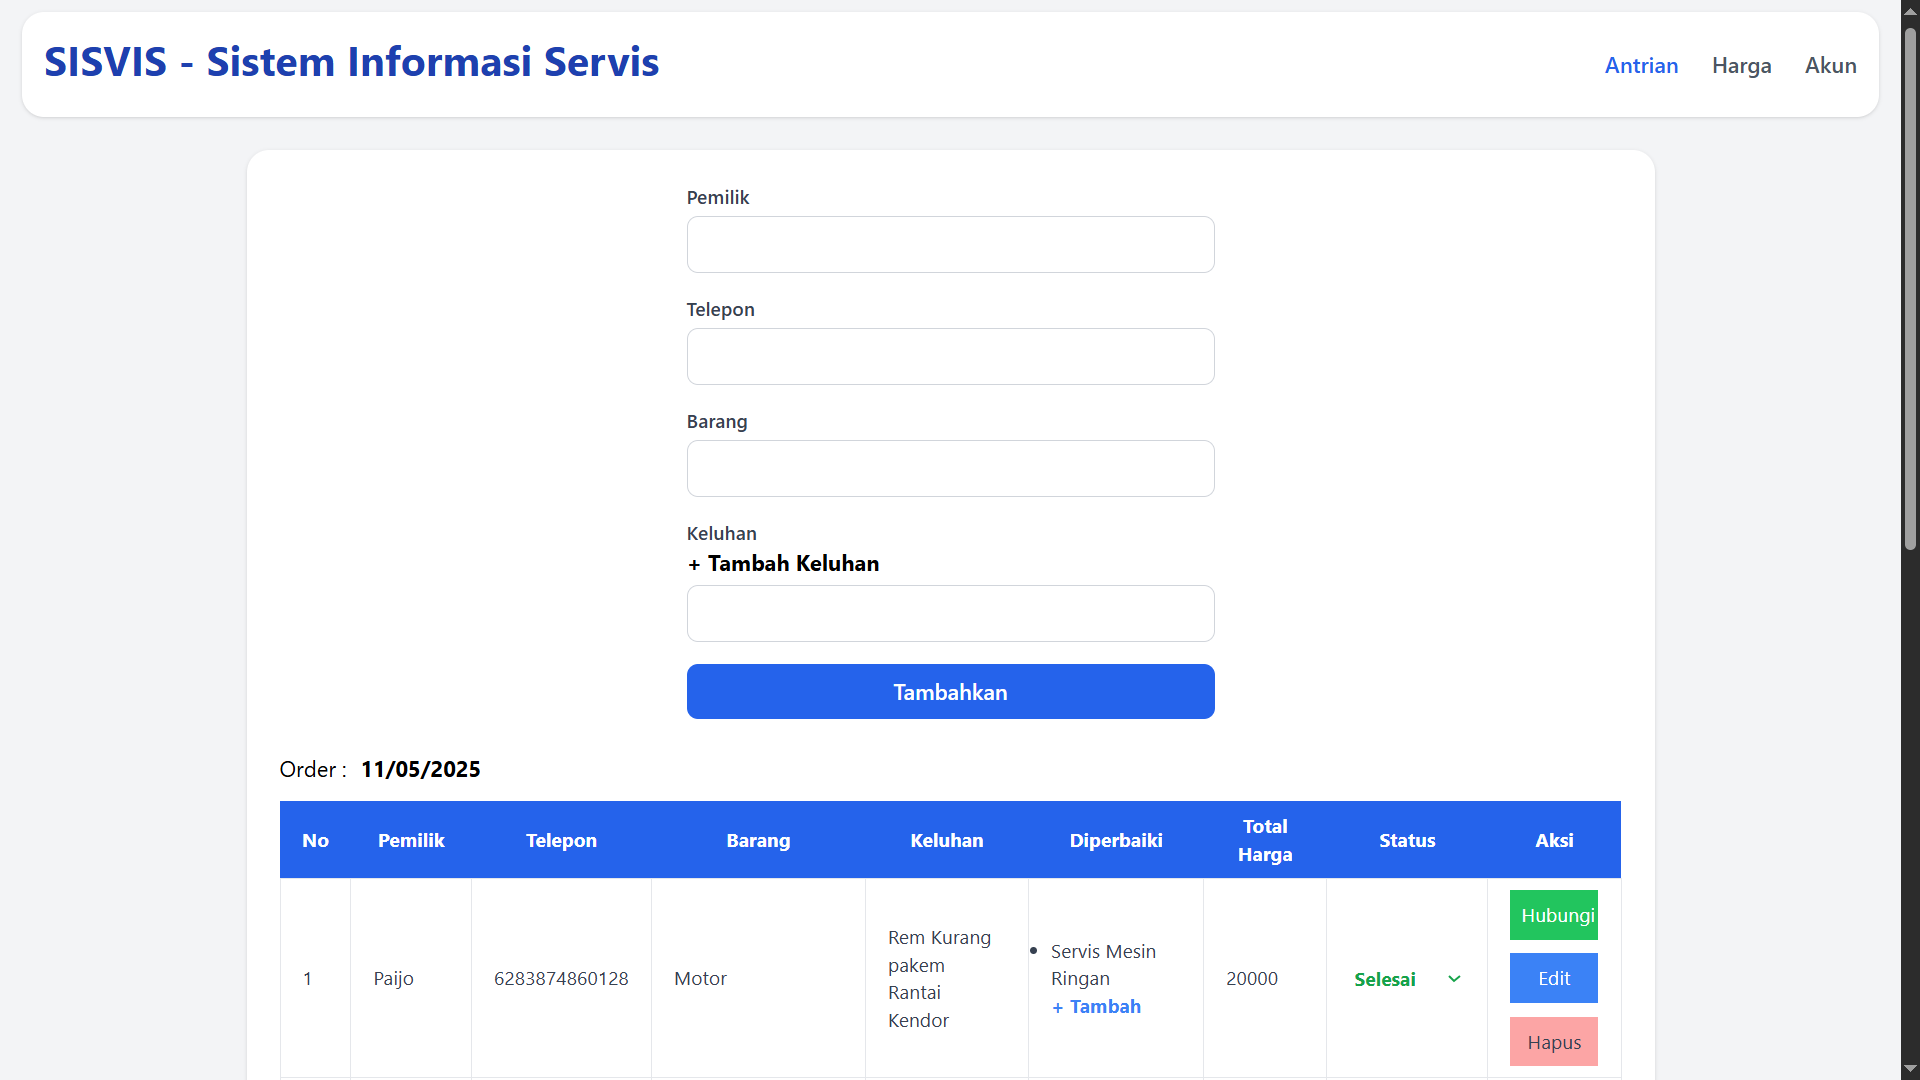 SISVIS - Sistem Informasi Servis
Antrian Harga Akun
Pemilik
Telepon
Barang
Keluhan
+ Tambah Keluhan
Tambahkan
Order : 11/05/2025
No Pemilik Telepon Barang Keluhan Diperbaiki Total Harga Status Aksi
1 Paijo 6283874860128 Motor
Rem Kurang
pakem
Rantai
Kendor
• Servis Mesin
Ringan
+ Tambah
20000
Selesai
Hubungi
Edit
Hapus